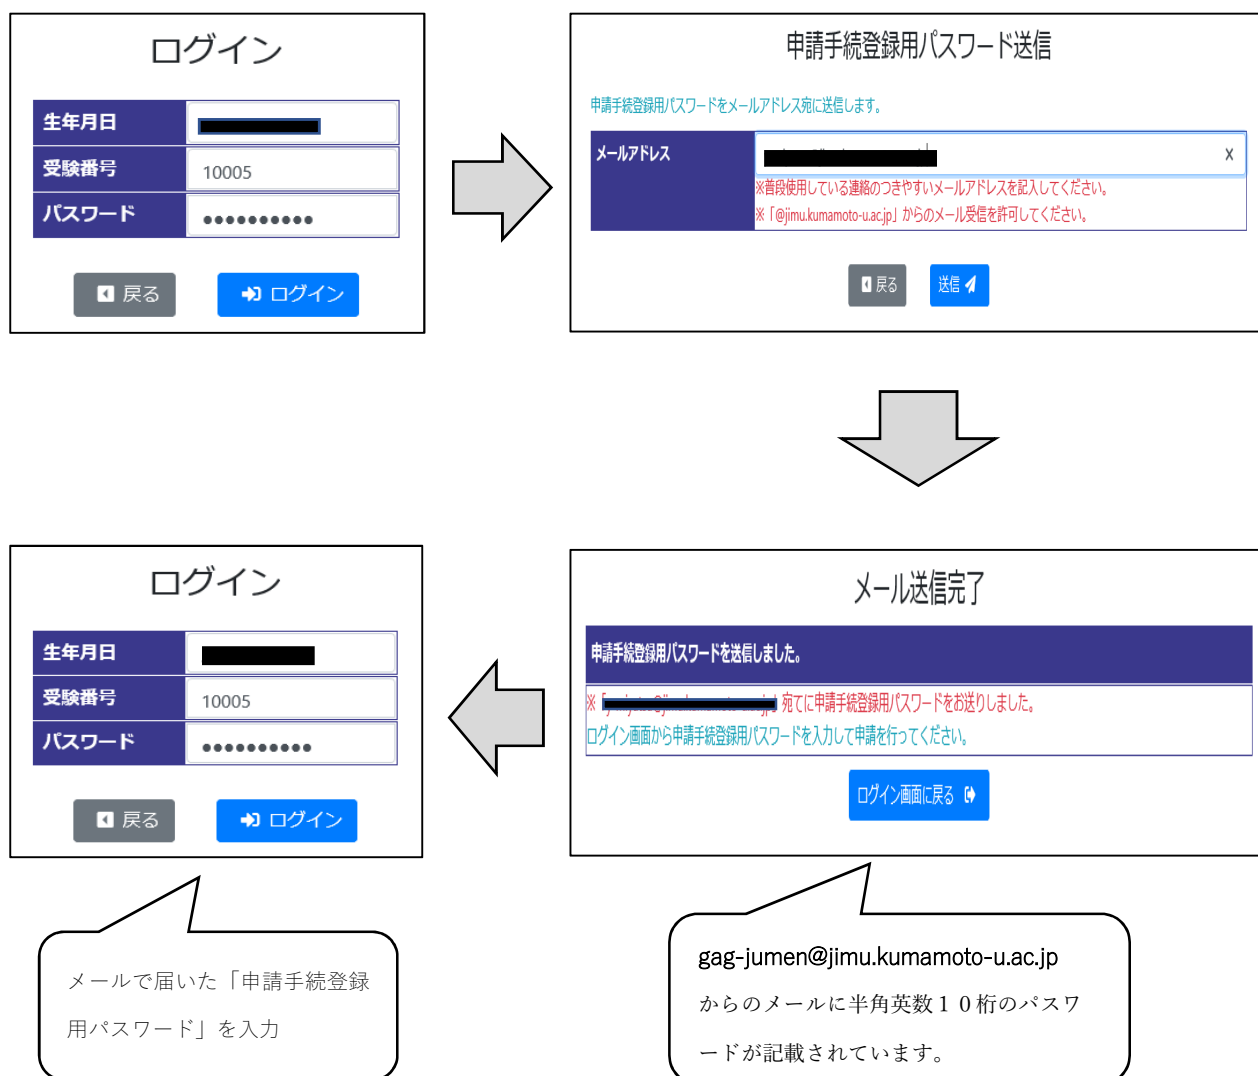 ログイン
生年月日
受験番号 10005
パスワード ●●●●●●●●●●
戻る ログイン
申請手続登録用パスワード送信
申請手続登録用パスワードをメールアドレス宛に送信します。
メールアドレス
X
※普段使用している連絡のつきやすいメールアドレスを記入してください。
※「@jimu.kumamoto-u.ac.jp」からのメール受信を許可してください。
戻る 送信
ログイン
生年月日
受験番号 10005
パスワード ●●●●●●●●●●
戻る ログイン
メール送信完了
申請手続登録用パスワードを送信しました。
※「 」宛てに申請手続登録用パスワードをお送りしました。
ログイン画面から申請手続登録用パスワードを入力して申請を行ってください。
ログイン画面に戻る
メールで届いた「申請手続登録
用パスワード」を入力
gag-jumen@jimu.kumamoto-u.ac.jp
からのメールに半角英数１０桁のパスワ
ードが記載されています。